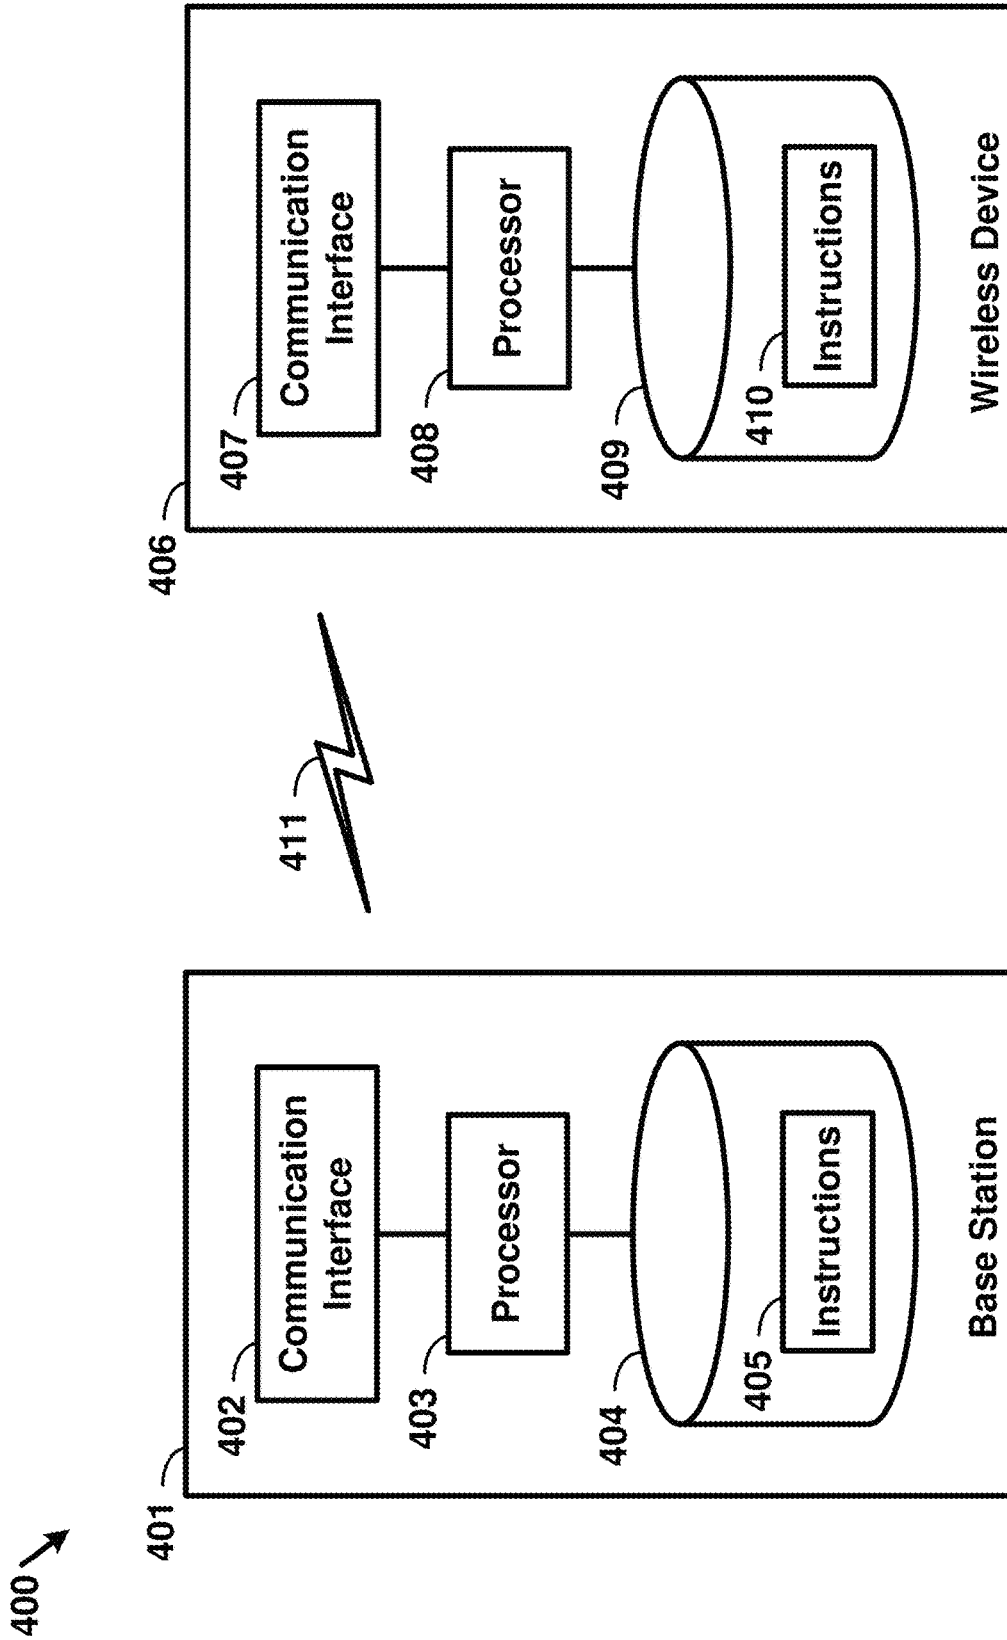 400
401
402
Communication
Interface
403
Processor
404
405
Instructions
Base Station
411
406
407
Communication
Interface
408
Processor
409
410
Instructions
Wireless Device